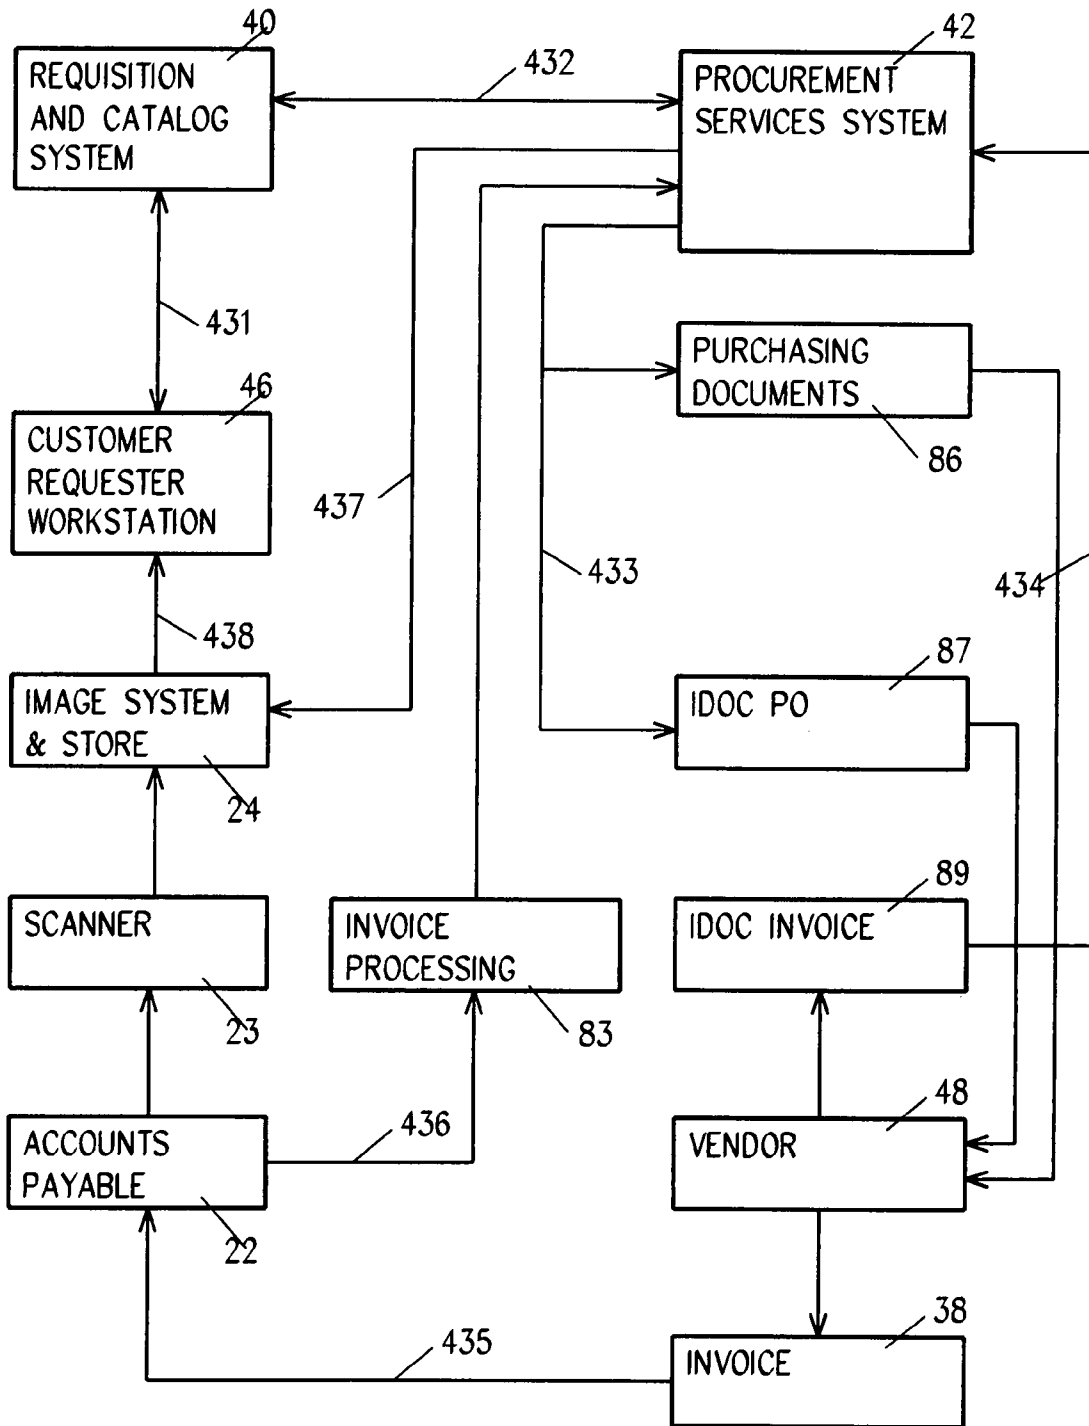 40
REQUISITION
AND CATALOG
SYSTEM
432
42
PROCUREMENT
SERVICES SYSTEM
431
46
CUSTOMER
REQUESTER
WORKSTATION
437
PURCHASING
DOCUMENTS
86
433
434
438
IMAGE SYSTEM
& STORE
24
87
IDOC PO
SCANNER
23
INVOICE
PROCESSING
83
89
IDOC INVOICE
ACCOUNTS
PAYABLE
22
436
48
VENDOR
435
38
INVOICE